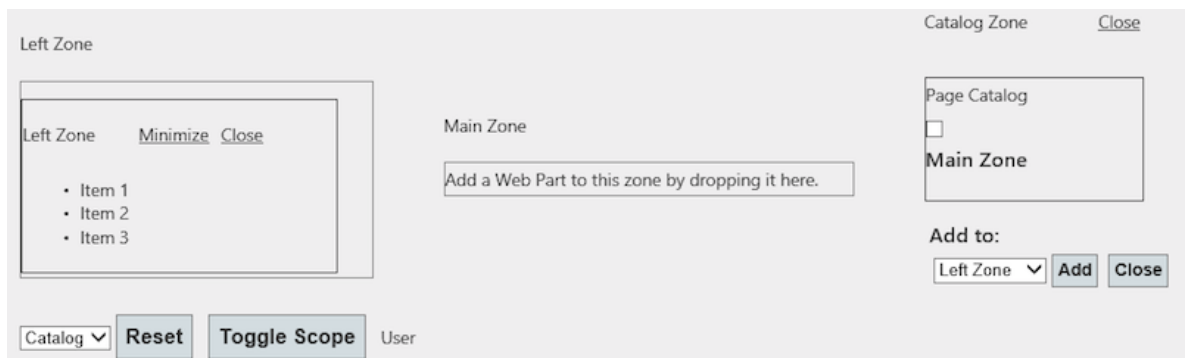 Left Zone
Left Zone Minimize Close
• Item 1
• Item 2
• Item 3
Main Zone
Add a Web Part to this zone by dropping it here.
Catalog Zone Close
Page Catalog
Main Zone
Add to:
Left Zone Add Close
Catalog Reset Toggle Scope User